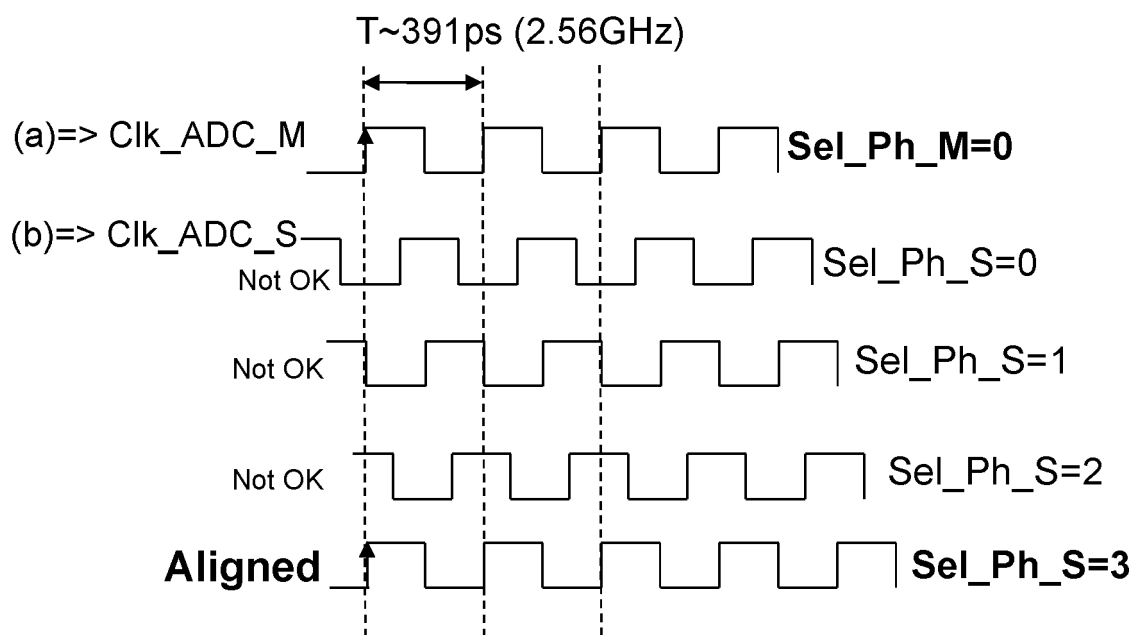 T~391ps (2.56GHz)
(a)=> Clk_ADC_M
Sel_Ph_M=0
(b)=> Clk_ADC_S
Not OK
Sel_Ph_S=0
Not OK
Sel_Ph_S=1
Not OK
Sel_Ph_S=2
Aligned
Sel_Ph_S=3